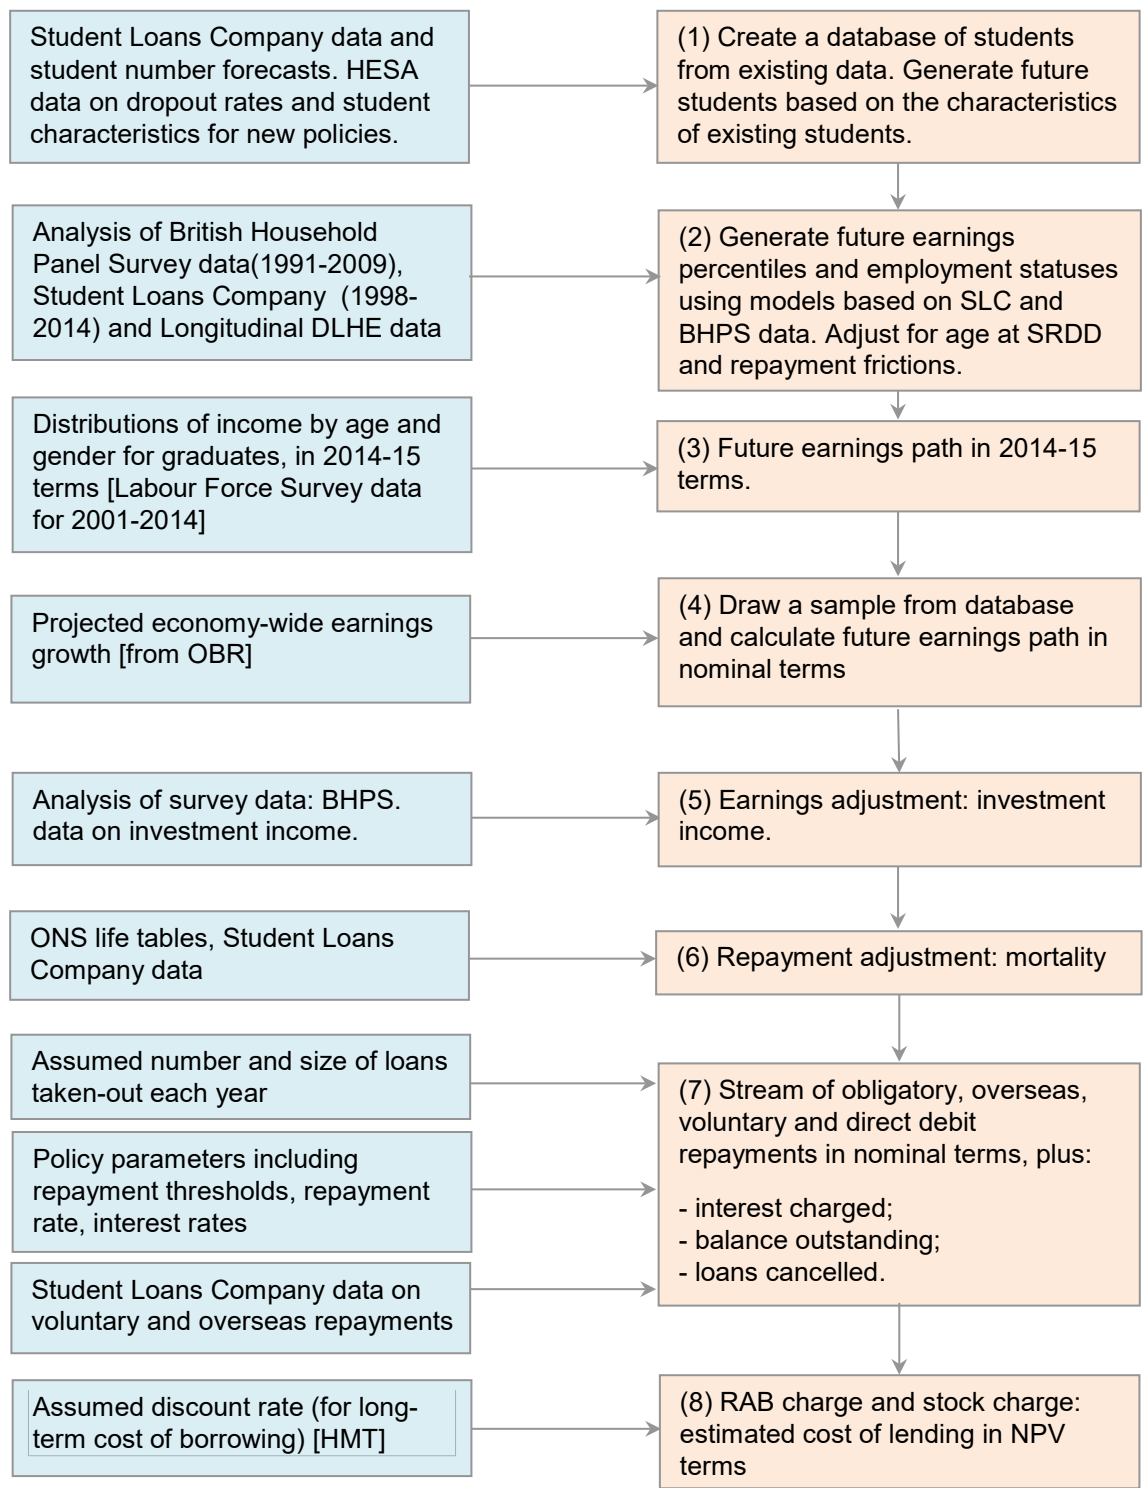 Student Loans Company data and
student number forecasts. HESA
data on dropout rates and student
characteristics for new policies.
(1) Create a database of students
from existing data. Generate future
students based on the characteristics
of existing students.
Analysis of British Household
Panel Survey data(1991-2009),
Student Loans Company (1998-
2014) and Longitudinal DLHE data
(2) Generate future earnings
percentiles and employment statuses
using models based on SLC and
BHPS data. Adjust for age at SRDD
and repayment frictions.
Distributions of income by age and
gender for graduates, in 2014-15
terms [Labour Force Survey data
for 2001-2014]
(3) Future earnings path in 2014-15
terms.
Projected economy-wide earnings
growth [from OBR]
(4) Draw a sample from database
and calculate future earnings path in
nominal terms
Analysis of survey data: BHPS.
data on investment income.
(5) Earnings adjustment: investment
income.
ONS life tables, Student Loans
Company data
(6) Repayment adjustment: mortality
Assumed number and size of loans
taken-out each year
Policy parameters including
repayment thresholds, repayment
rate, interest rates
Student Loans Company data on
voluntary and overseas repayments
(7) Stream of obligatory, overseas,
voluntary and direct debit
repayments in nominal terms, plus:
- interest charged;
- balance outstanding;
- loans cancelled.
Assumed discount rate (for long-
term cost of borrowing) [HMT]
(8) RAB charge and stock charge:
estimated cost of lending in NPV
terms